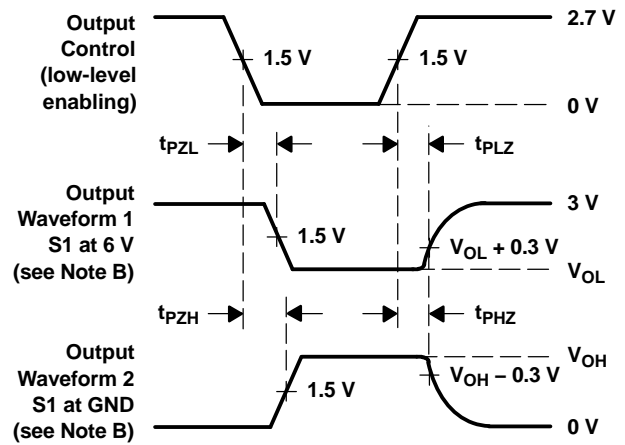 Output
Control
(low-level
enabling)
1.5 V
1.5 V
2.7 V
0 V
tPZL
tPLZ
Output
Waveform 1
S1 at 6 V
(see Note B)
1.5 V
3 V
VOL + 0.3 V
VOL
tPZH
tPHZ
Output
Waveform 2
S1 at GND
(see Note B)
1.5 V
VOH
VOH – 0.3 V
0 V